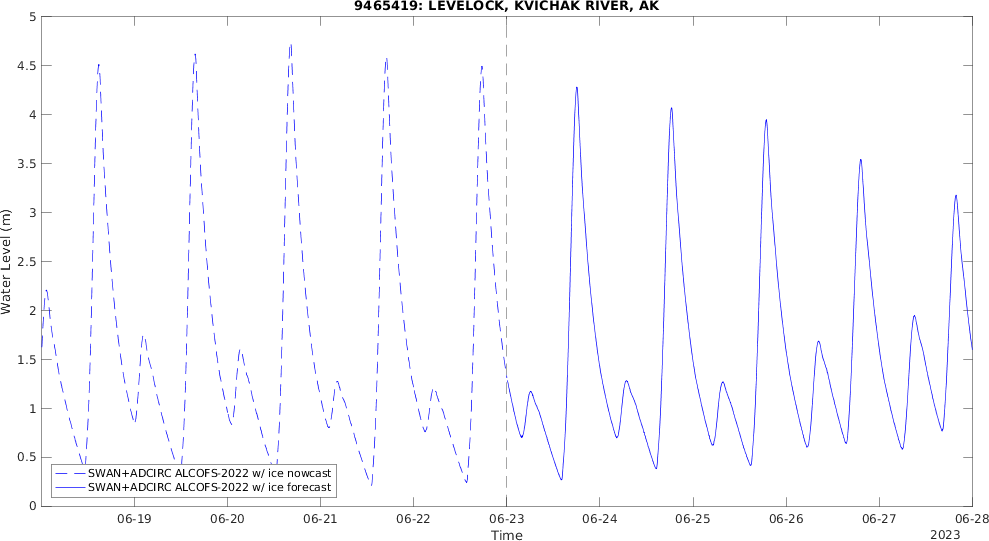 9465419: LEVELOCK, KVICHAK RIVER, AK
5
4.5
4
3.5
3
2.5
2
1.5
1
0.5
0
Water Level (m)
SWAN+ADCIRC ALCOFS-2022 w/ ice nowcast
SWAN+ADCIRC ALCOFS-2022 w/ ice forecast
06-19 06-20 06-21 06-22 06-23 06-24 06-25 06-26 06-27 06-28
Time
2023